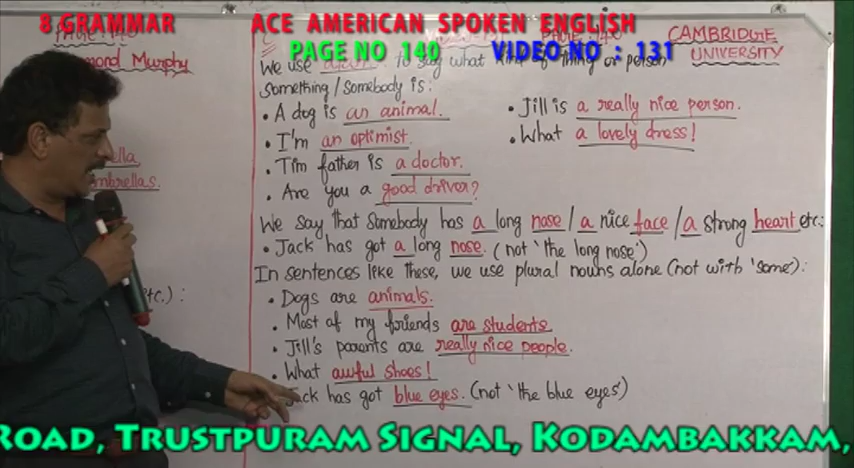 8.GRAMMAR ACE AMERICAN SPOKEN ENGLISH
PAGE NO 140 VIDEO NO : 131
CAMBRIDGE
UNIVERSITY
PAGE: 140
mond Murphy
We use to say what kind of thing or person
Something/Somebody is:
• A dog is an animal.
• I'm an optimist.
• Tim father is a doctor.
• Are you a good driver?
• Jill is a really nice person.
• What a lovely dress!
ella
mbrellas.
We say that Somebody has a long nose / a nice face / a strong heart etc:
• Jack has got a long nose. (not 'the long nose')
In sentences like these, we use plural nouns alone (not with 'some'):
etc.) :
• Dogs are animals.
• Most of my friends are students
• Jill's parents are really nice people.
• What awful shoes!
Jack has got blue eyes. (not 'the blue eyes')
ROAD, TRUSTPURAM SIGNAL, KODAMBAKKAM,